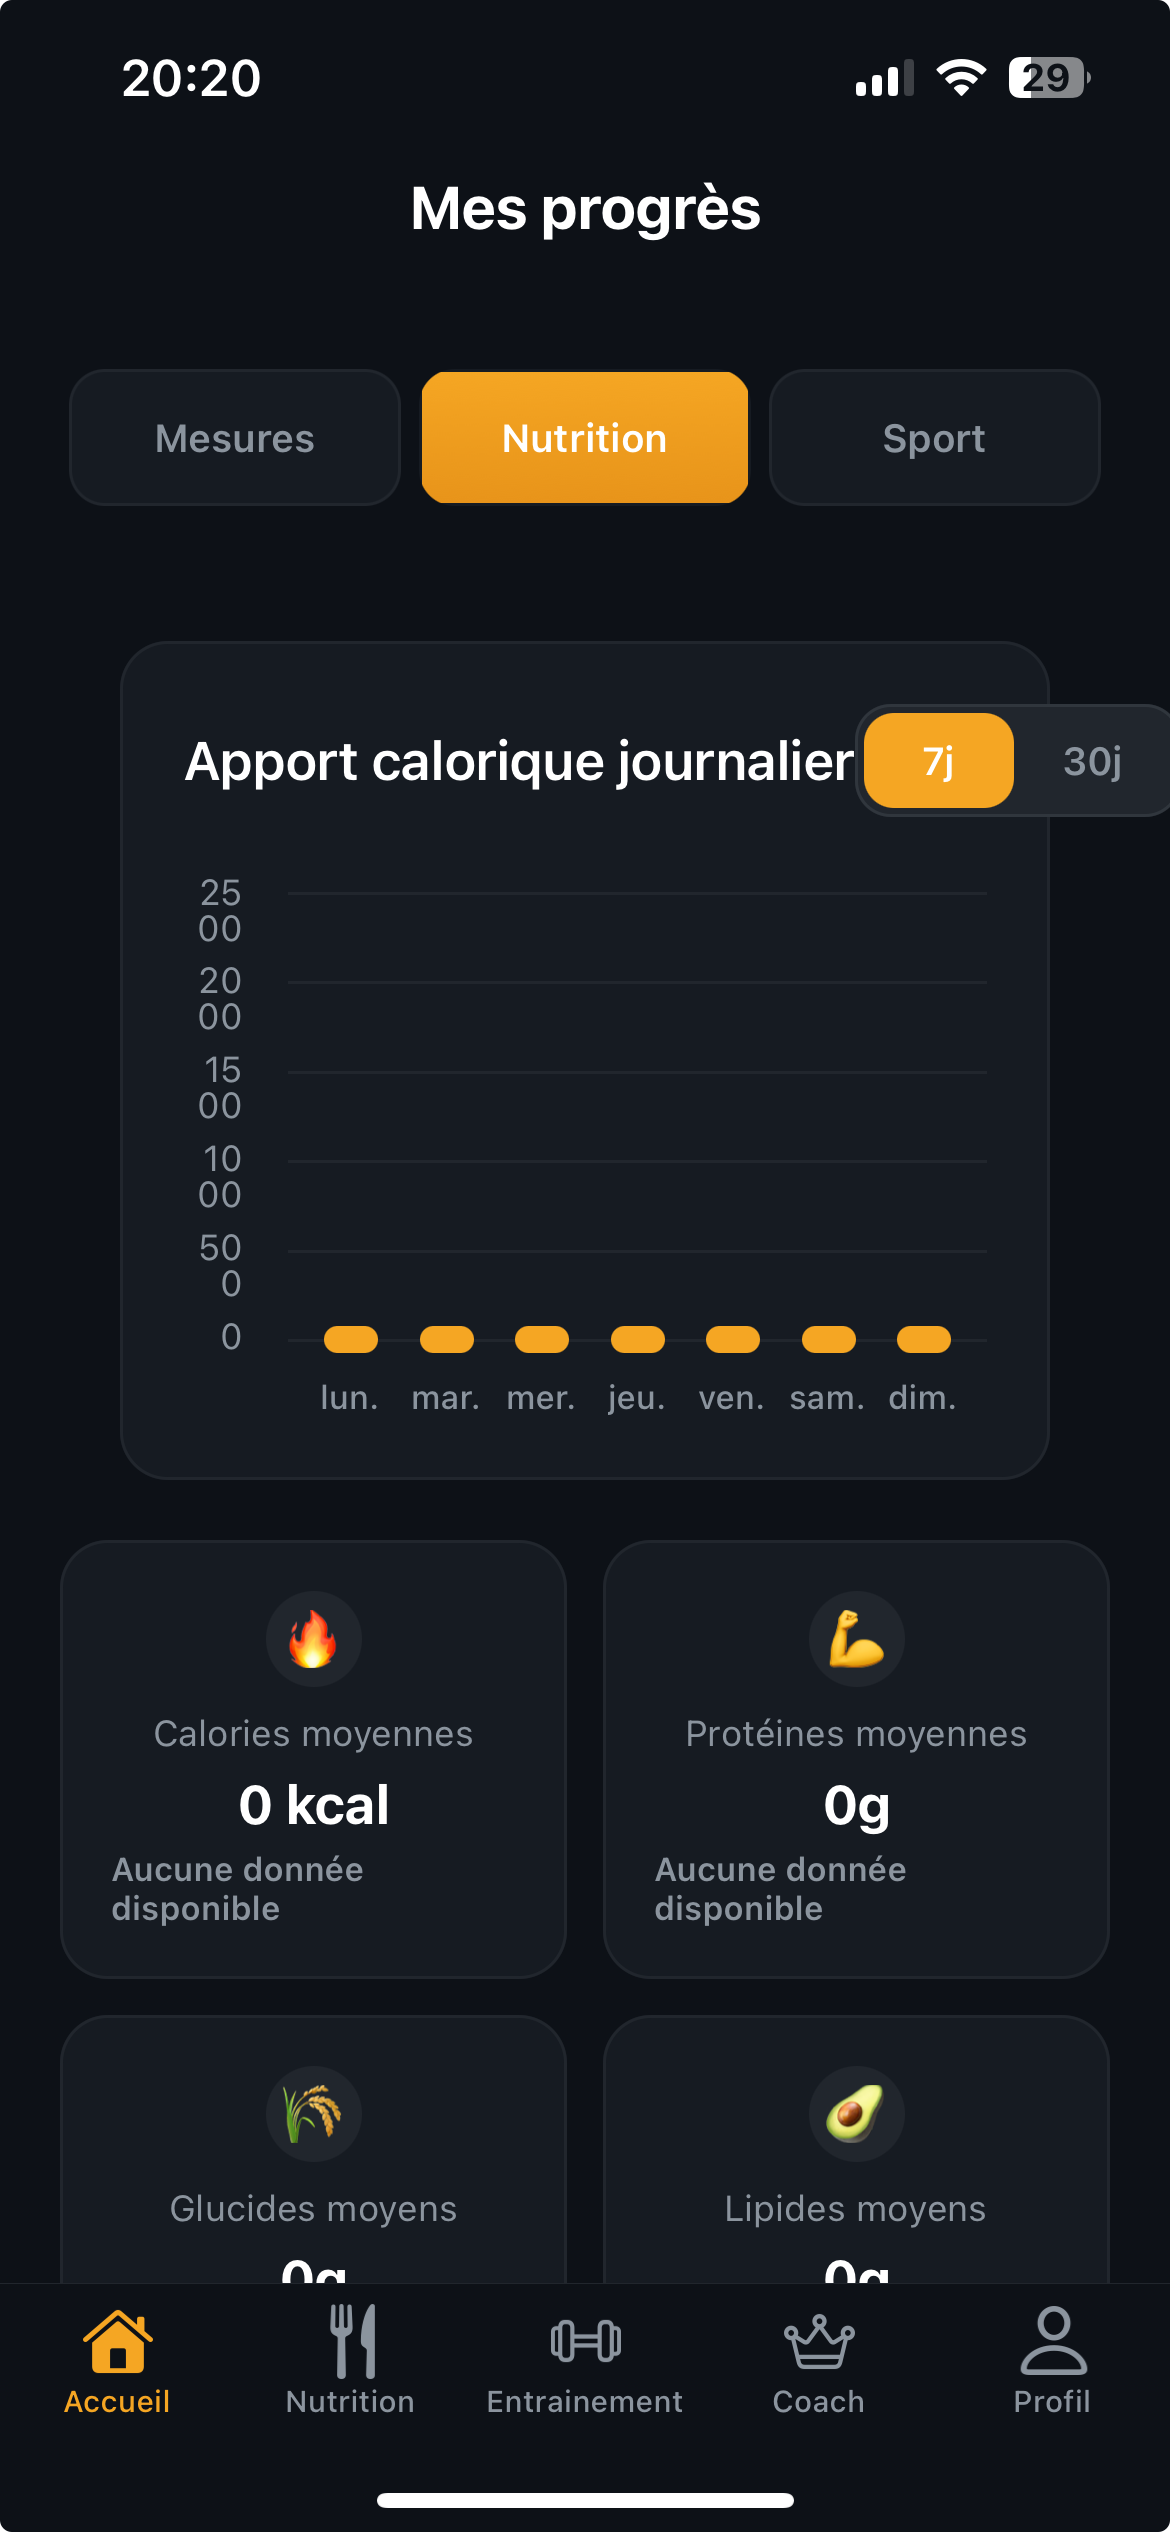 20:20
29
Mes progrès
Mesures
Nutrition
Sport
Apport calorique journalier
7j
30j
25
00
20
00
15
00
10
00
50
0
0
lun. mar. mer. jeu. ven. sam. dim.
Calories moyennes
0 kcal
Aucune donnée
disponible
Protéines moyennes
0g
Aucune donnée
disponible
Glucides moyens
0g
Lipides moyens
0g
Accueil
Nutrition
Entrainement
Coach
Profil